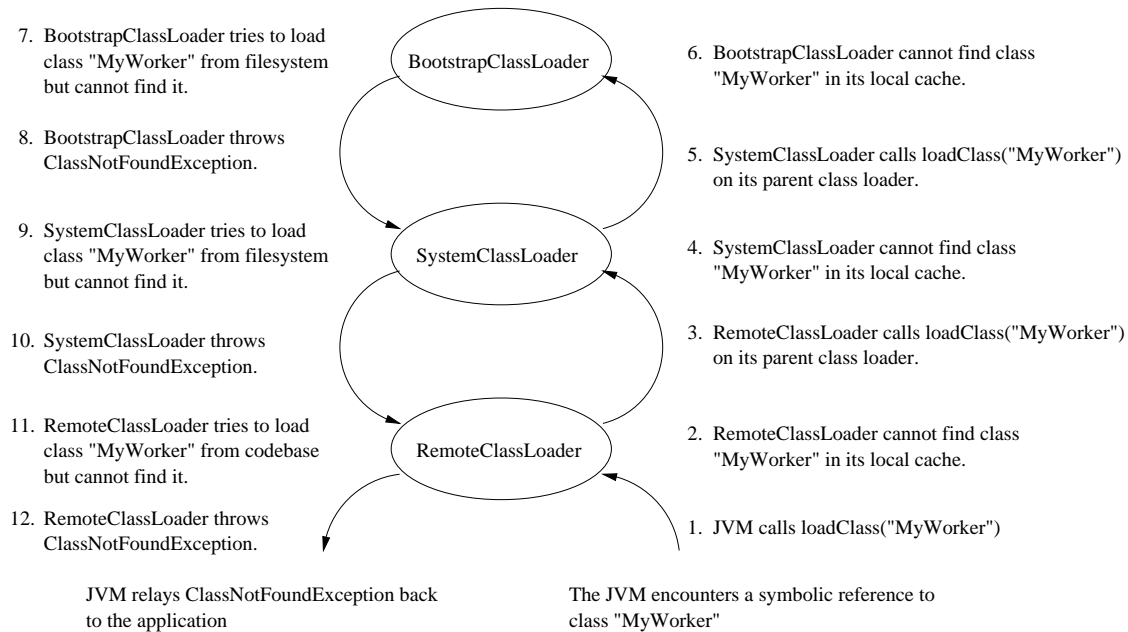 7. BootstrapClassLoader tries to load
class "MyWorker" from filesystem
but cannot find it.
8. BootstrapClassLoader throws
ClassNotFoundException.
9. SystemClassLoader tries to load
class "MyWorker" from filesystem
but cannot find it.
10. SystemClassLoader throws
ClassNotFoundException.
11. RemoteClassLoader tries to load
class "MyWorker" from codebase
but cannot find it.
12. RemoteClassLoader throws
ClassNotFoundException.
JVM relays ClassNotFoundException back
to the application
BootstrapClassLoader
SystemClassLoader
RemoteClassLoader
6. BootstrapClassLoader cannot find class
"MyWorker" in its local cache.
5. SystemClassLoader calls loadClass("MyWorker")
on its parent class loader.
4. SystemClassLoader cannot find class
"MyWorker" in its local cache.
3. RemoteClassLoader calls loadClass("MyWorker")
on its parent class loader.
2. RemoteClassLoader cannot find class
"MyWorker" in its local cache.
1. JVM calls loadClass("MyWorker")
The JVM encounters a symbolic reference to
class "MyWorker"